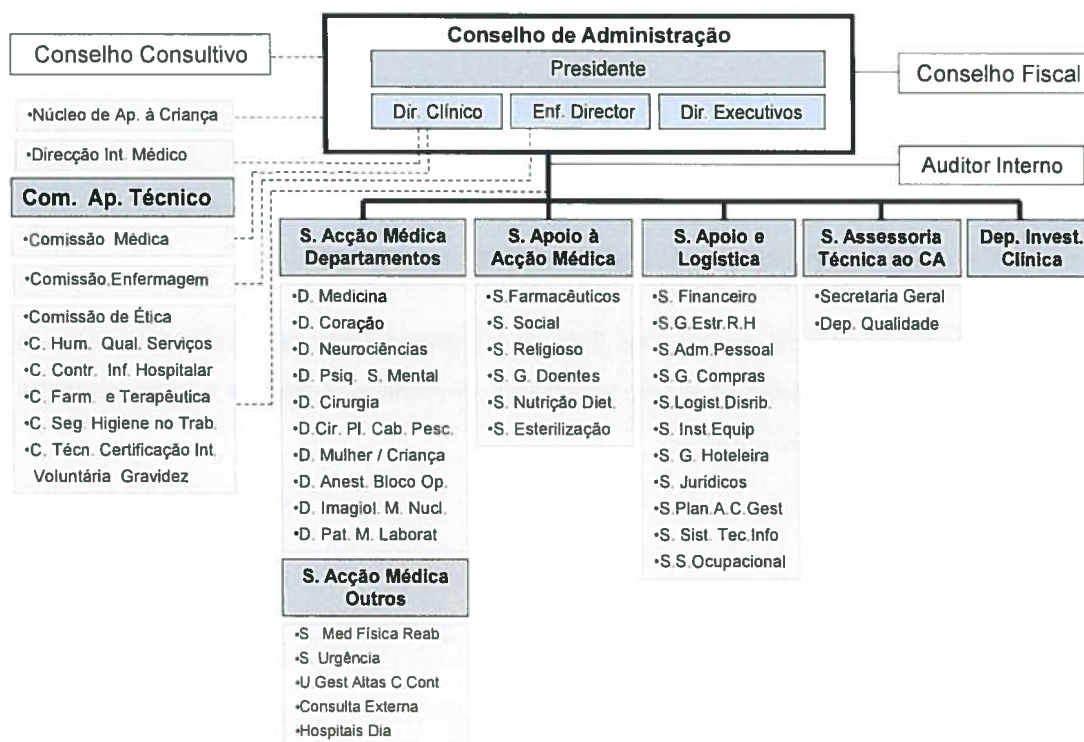 Conselho de Administração
Conselho Consultivo
Presidente
Conselho Fiscal
Dir. Clínico
Enf. Director
Dir. Executivos
•Núcleo de Ap. à Criança
•Direcção Int. Médico
Auditor Interno
Com. Ap. Técnico
•Comissão Médica
•Comissão.Enfermagem
•Comissão de Ética
•C. Hum. Qual. Serviços
•C. Contr. Inf. Hospitalar
•C. Farm. e Terapêutica
•C. Seg. Higiene no Trab.
•C. Técn. Certificação Int.
Voluntária Gravidez
S. Acção Médica
Departamentos
•D. Medicina
•D. Coração
•D. Neurociências
•D. Psiq. S. Mental
•D. Cirurgia
•D.Cir. Pl. Cab. Pesc.
•D. Mulher / Criança
•D. Anest. Bloco Op.
•D. Imagiol. M. Nucl.
•D. Pat. M. Laborat
S. Acção Médica
Outros
•S Med Física Reab
•S. Urgência
•U.Gest Altas C Cont
•Consulta Externa
•Hospitais Dia
S. Apoio à
Acção Médica
•S.Farmacêuticos
•S. Social
•S. Religioso
•S. G. Doentes
•S. Nutrição Diet.
•S. Esterilização
S. Apoio e
Logística
•S. Financeiro
•S.G.Estr.R.H
•S.Adm.Pessoal
•S.G. Compras
•S.Logist.Disrib.
•S. Inst.Equip
•S. G. Hoteleira
•S. Jurídicos
•S.Plan.A.C.Gest
•S. Sist. Tec.Info
•S.S.Ocupacional
S. Assessoria
Técnica ao CA
•Secretaria Geral
•Dep. Qualidade
Dep. Invest.
Clínica